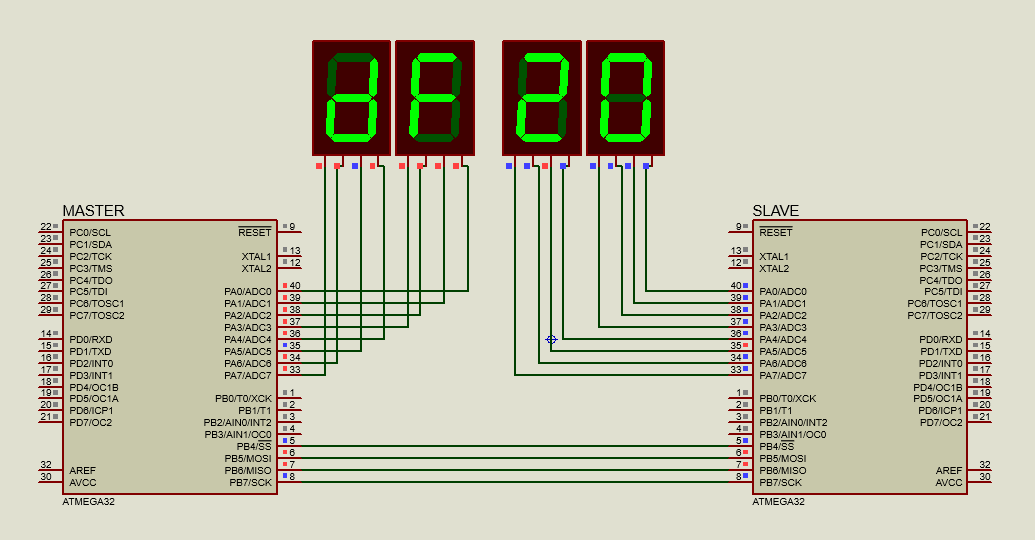 dF 20
MASTER
22 PC0/SCL
23 PC1/SDA
24 PC2/TCK
25 PC3/TMS
26 PC4/TDO
27 PC5/TDI
28 PC6/TOSC1
29 PC7/TOSC2
14 PD0/RXD
15 PD1/TXD
16 PD2/INT0
17 PD3/INT1
18 PD4/OC1B
19 PD5/OC1A
20 PD6/ICP1
21 PD7/OC2
32 AREF
30 AVCC
RESET 9
XTAL1 13
XTAL2 12
PA0/ADC0 40
PA1/ADC1 39
PA2/ADC2 38
PA3/ADC3 37
PA4/ADC4 36
PA5/ADC5 35
PA6/ADC6 34
PA7/ADC7 33
PB0/T0/XCK 1
PB1/T1 2
PB2/AIN0/INT2 3
PB3/AIN1/OC0 4
PB4/SS 5
PB5/MOSI 6
PB6/MISO 7
PB7/SCK 8
ATMEGA32
SLAVE
9 RESET
13 XTAL1
12 XTAL2
40 PA0/ADC0
39 PA1/ADC1
38 PA2/ADC2
37 PA3/ADC3
36 PA4/ADC4
35 PA5/ADC5
34 PA6/ADC6
33 PA7/ADC7
1 PB0/T0/XCK
2 PB1/T1
3 PB2/AIN0/INT2
4 PB3/AIN1/OC0
5 PB4/SS
6 PB5/MOSI
7 PB6/MISO
8 PB7/SCK
PC0/SCL 22
PC1/SDA 23
PC2/TCK 24
PC3/TMS 25
PC4/TDO 26
PC5/TDI 27
PC6/TOSC1 28
PC7/TOSC2 29
PD0/RXD 14
PD1/TXD 15
PD2/INT0 16
PD3/INT1 17
PD4/OC1B 18
PD5/OC1A 19
PD6/ICP1 20
PD7/OC2 21
AREF 32
AVCC 30
ATMEGA32